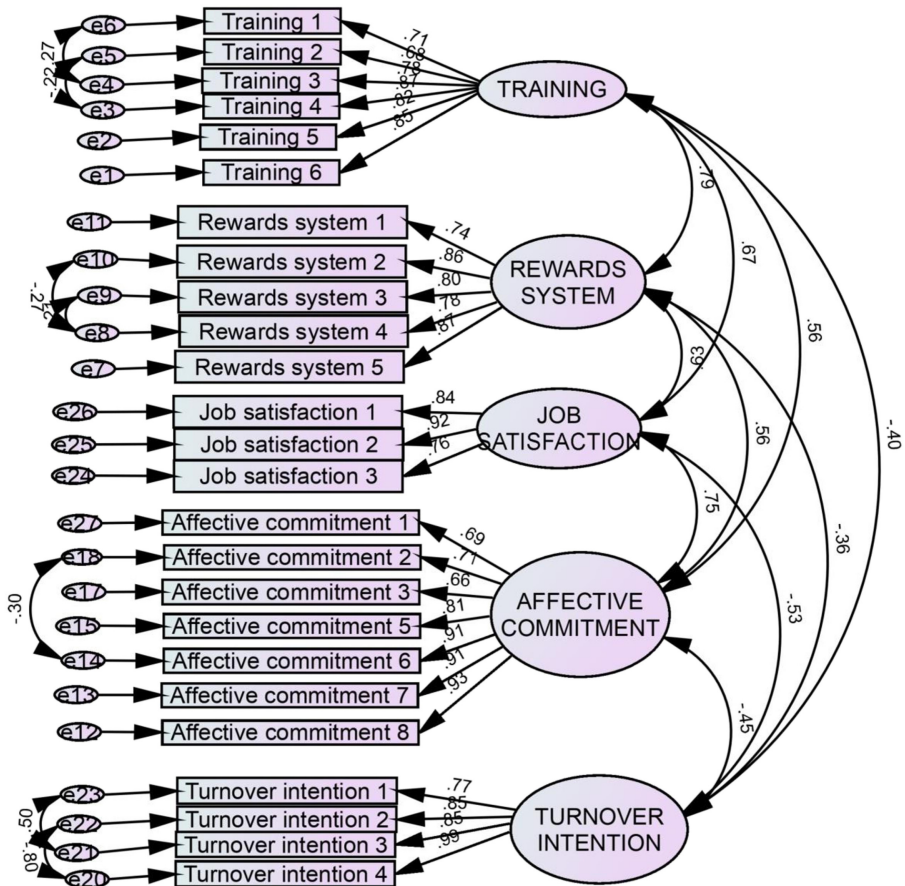 e6
Training 1
e5
Training 2
e4
Training 3
e3
Training 4
e2
Training 5
e1
Training 6
.71
.82
.85
TRAINING
e11
Rewards system 1
e10
Rewards system 2
e9
Rewards system 3
e8
Rewards system 4
e7
Rewards system 5
.74
.86
.80
.78
.87
REWARDS
SYSTEM
e26
Job satisfaction 1
e25
Job satisfaction 2
e24
Job satisfaction 3
.84
.92
.76
JOB
SATISFACTION
e27
Affective commitment 1
e18
Affective commitment 2
e17
Affective commitment 3
e15
Affective commitment 5
e14
Affective commitment 6
e13
Affective commitment 7
e12
Affective commitment 8
-.30
.69
.71
.66
.81
.91
.91
.93
AFFECTIVE
COMMITMENT
e23
Turnover intention 1
e22
Turnover intention 2
e21
Turnover intention 3
e20
Turnover intention 4
.77
.85
.85
.99
TURNOVER
INTENTION
.79
.67
.56
-.40
.63
.56
-.36
.75
-.53
-.45